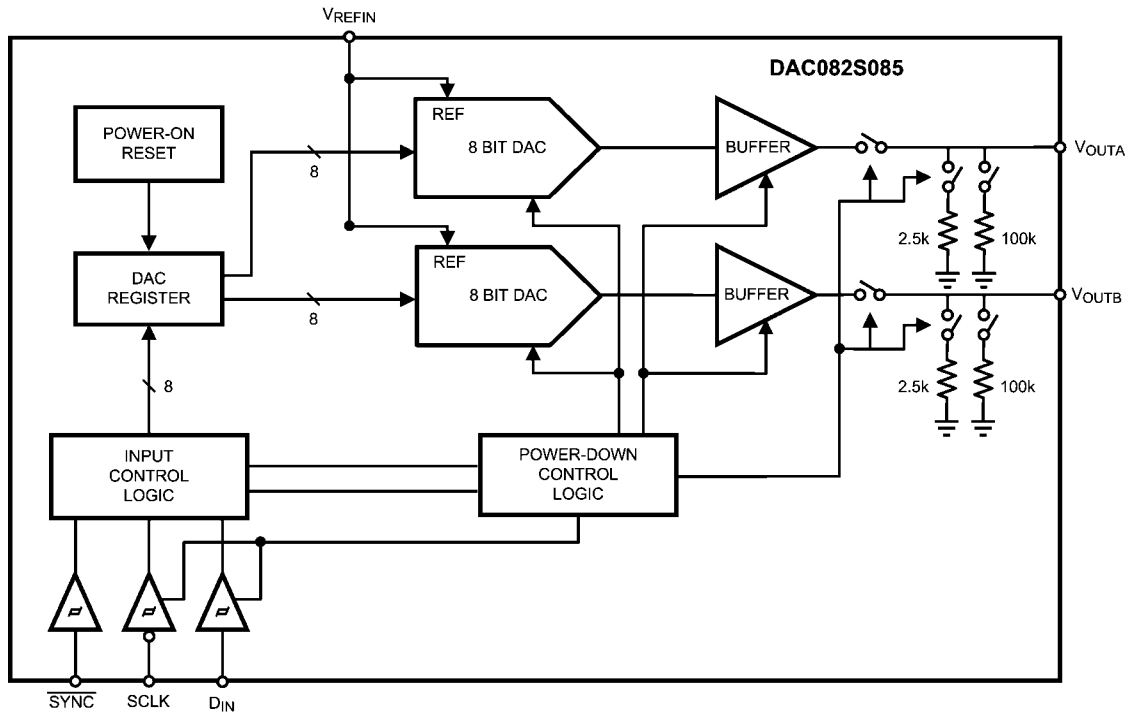 VREFIN
DAC082S085
POWER-ON
RESET
REF
8 BIT DAC
BUFFER
VOUTA
8
2.5k
100k
DAC
REGISTER
REF
8 BIT DAC
BUFFER
VOUTB
8
8
2.5k
100k
INPUT
CONTROL
LOGIC
POWER-DOWN
CONTROL
LOGIC
SYNC
SCLK
DIN